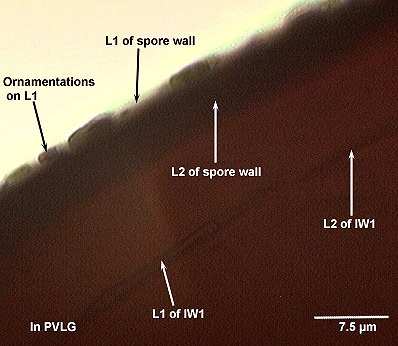 L1 of spore wall
Ornamentations
on L1
L2 of spore wall
L2 of IW1
L1 of IW1
In PVLG
7.5 µm